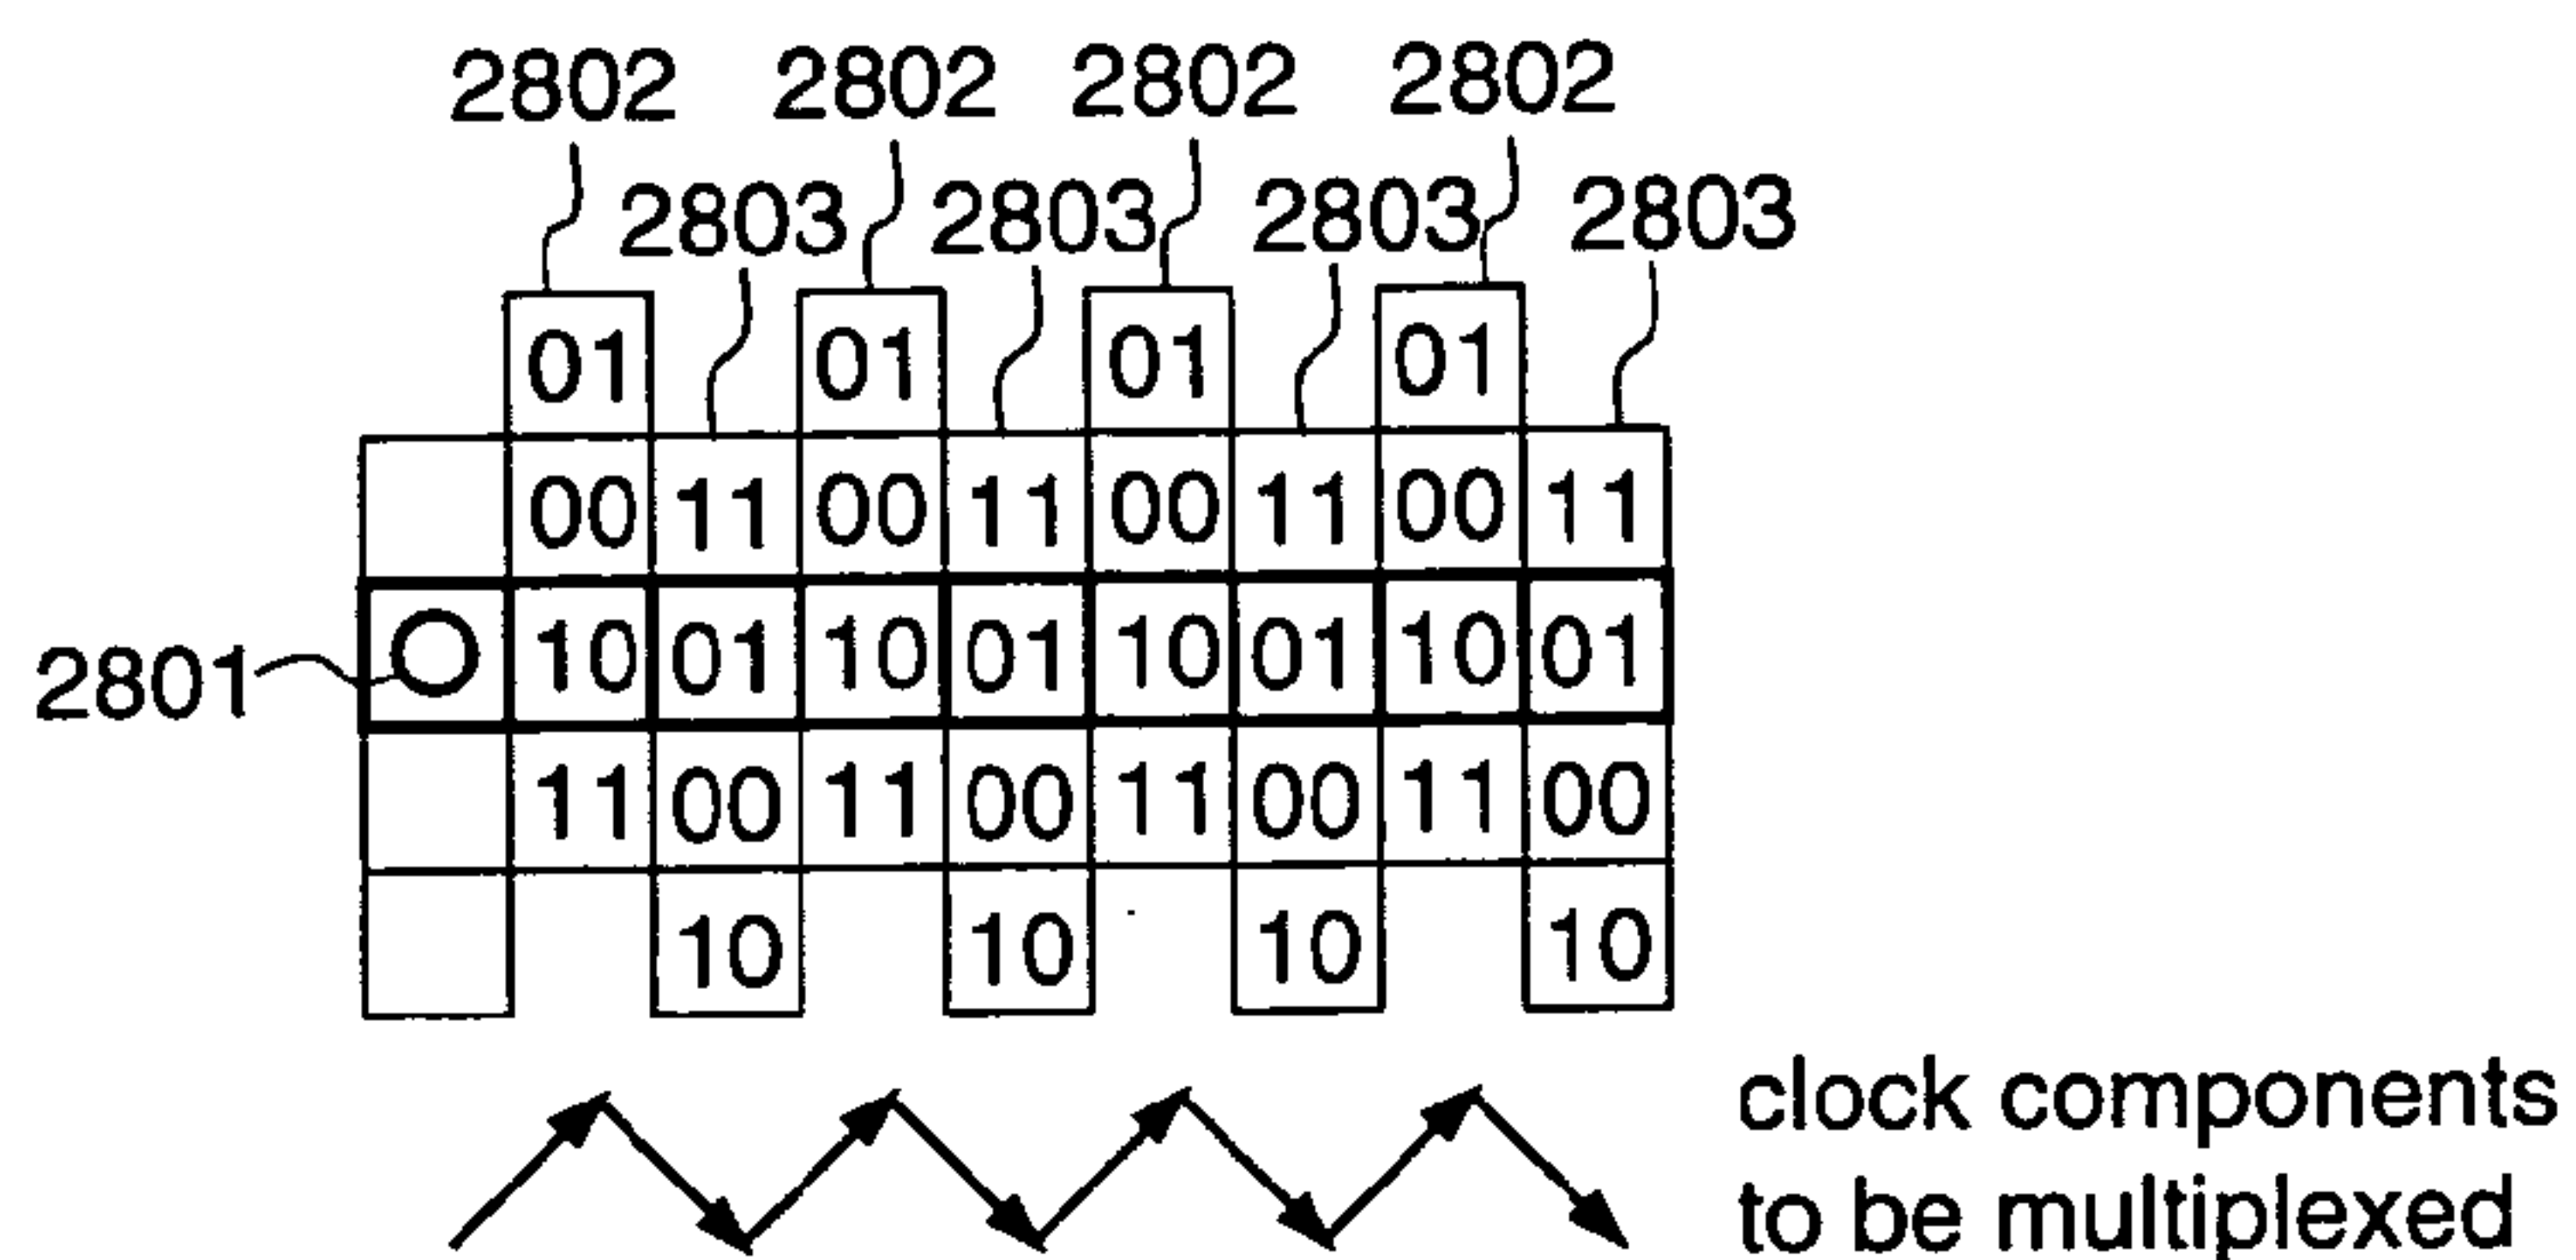 2802 2802 2802 2802
2803 2803 2803 2803
01 01 01 01
00 11 00 11 00 11 00 11
2801 10 01 10 01 10 01 10 01
11 00 11 00 11 00 11 00
10 10 10 10
clock components
to be multiplexed